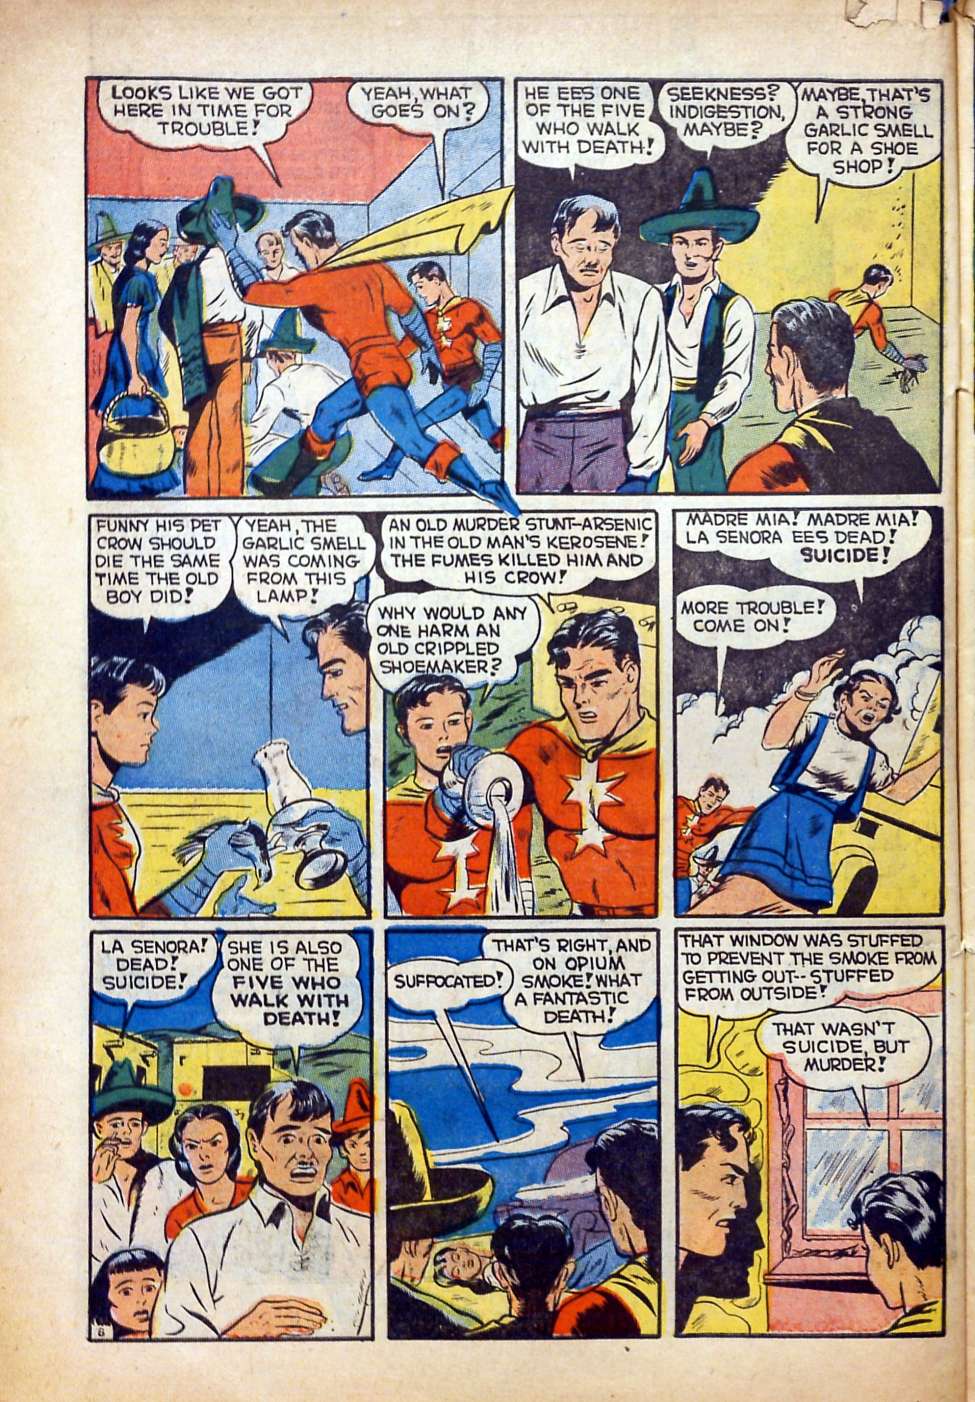 LOOKS LIKE WE GOT
HERE IN TIME FOR
TROUBLE!
YEAH, WHAT
GOES ON?
HE EES ONE
OF THE FIVE
WHO WALK
WITH DEATH!
SEEKNESS?
INDIGESTION,
MAYBE?
MAYBE, THAT'S
A STRONG
GARLIC SMELL
FOR A SHOE
SHOP!
FUNNY HIS PET
CROW SHOULD
DIE THE SAME
TIME THE OLD
BOY DID!
YEAH, THE
GARLIC SMELL
WAS COMING
FROM THIS
LAMP!
AN OLD MURDER STUNT-ARSENIC
IN THE OLD MAN'S KEROSENE!
THE FUMES KILLED HIM AND
HIS CROW!
WHY WOULD ANY
ONE HARM AN
OLD CRIPPLED
SHOEMAKER?
MADRE MIA! MADRE MIA!
LA SENORA EES DEAD!
SUICIDE!
MORE TROUBLE!
COME ON!
LA SENORA!
DEAD!
SUICIDE!
SHE IS ALSO
ONE OF THE
FIVE WHO
WALK WITH
DEATH!
6
SUFFOCATED!
THAT'S RIGHT, AND
ON OPIUM
SMOKE! WHAT
A FANTASTIC
DEATH!
THAT WINDOW WAS STUFFED
TO PREVENT THE SMOKE FROM
GETTING OUT--STUFFED
FROM OUTSIDE!
THAT WASN'T
SUICIDE, BUT
MURDER!